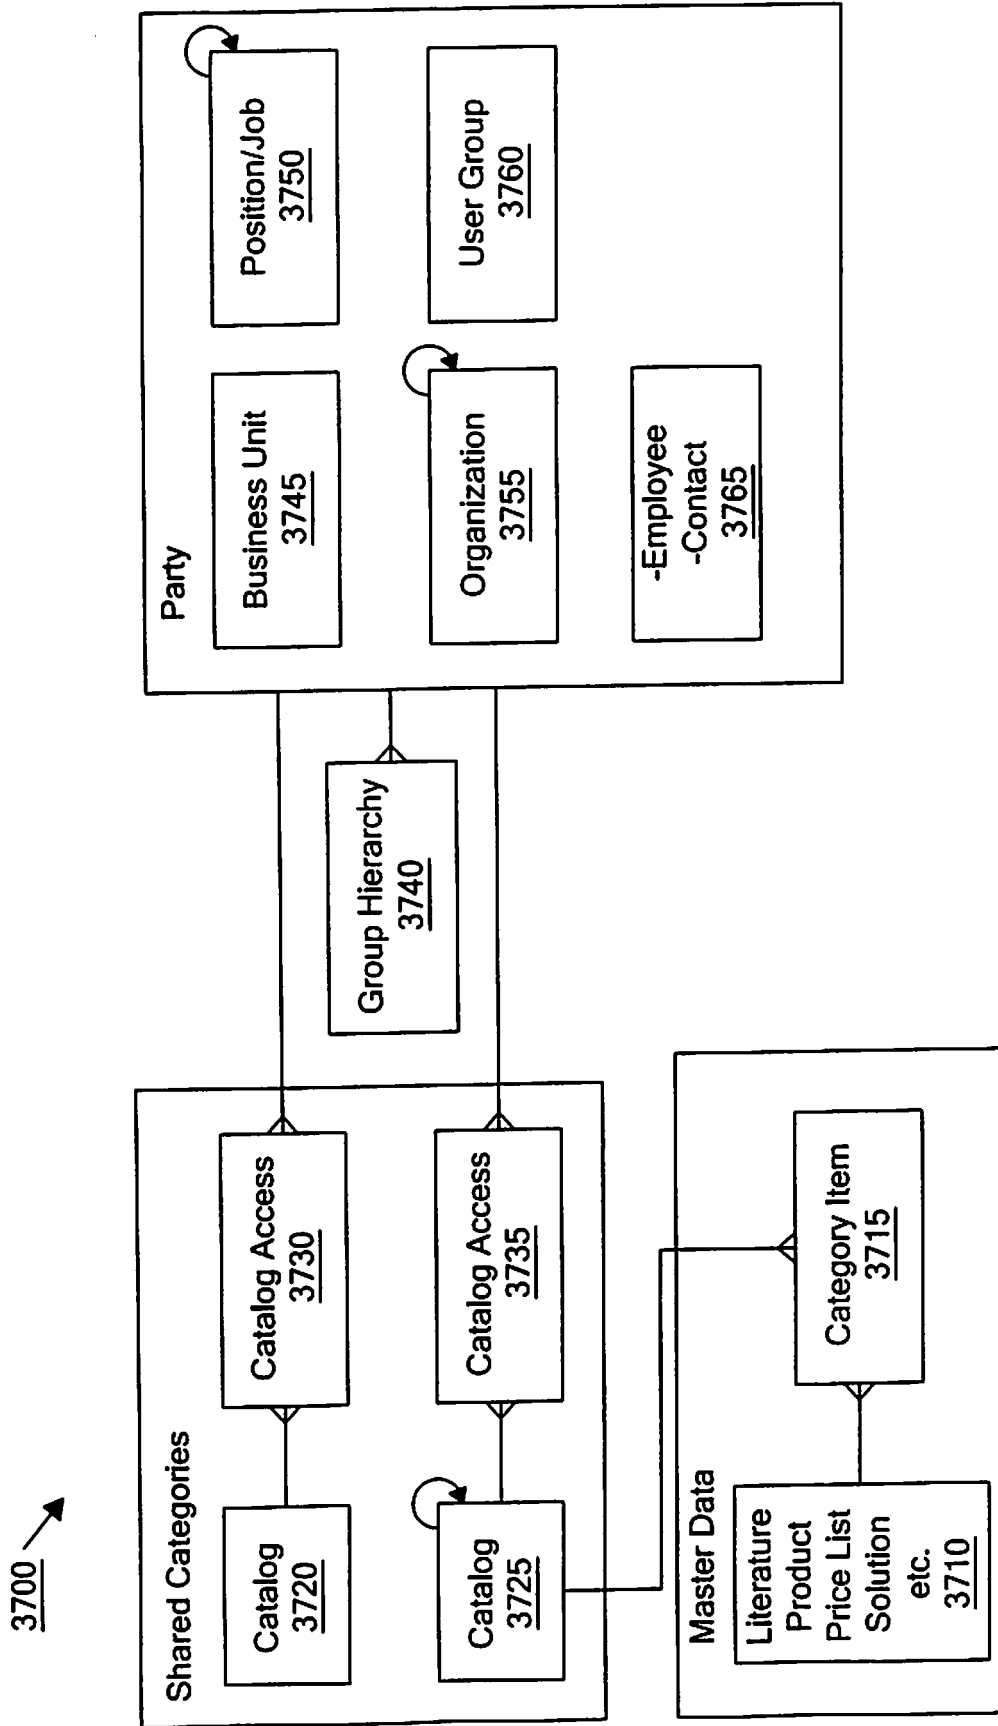 3700
Shared Categories
Catalog
3720
Catalog Access
3730
Catalog
3725
Catalog Access
3735
Master Data
Literature
Product
Price List
Solution
etc.
3710
Category Item
3715
Group Hierarchy
3740
Party
Business Unit
3745
Position/Job
3750
Organization
3755
User Group
3760
-Employee
-Contact
3765